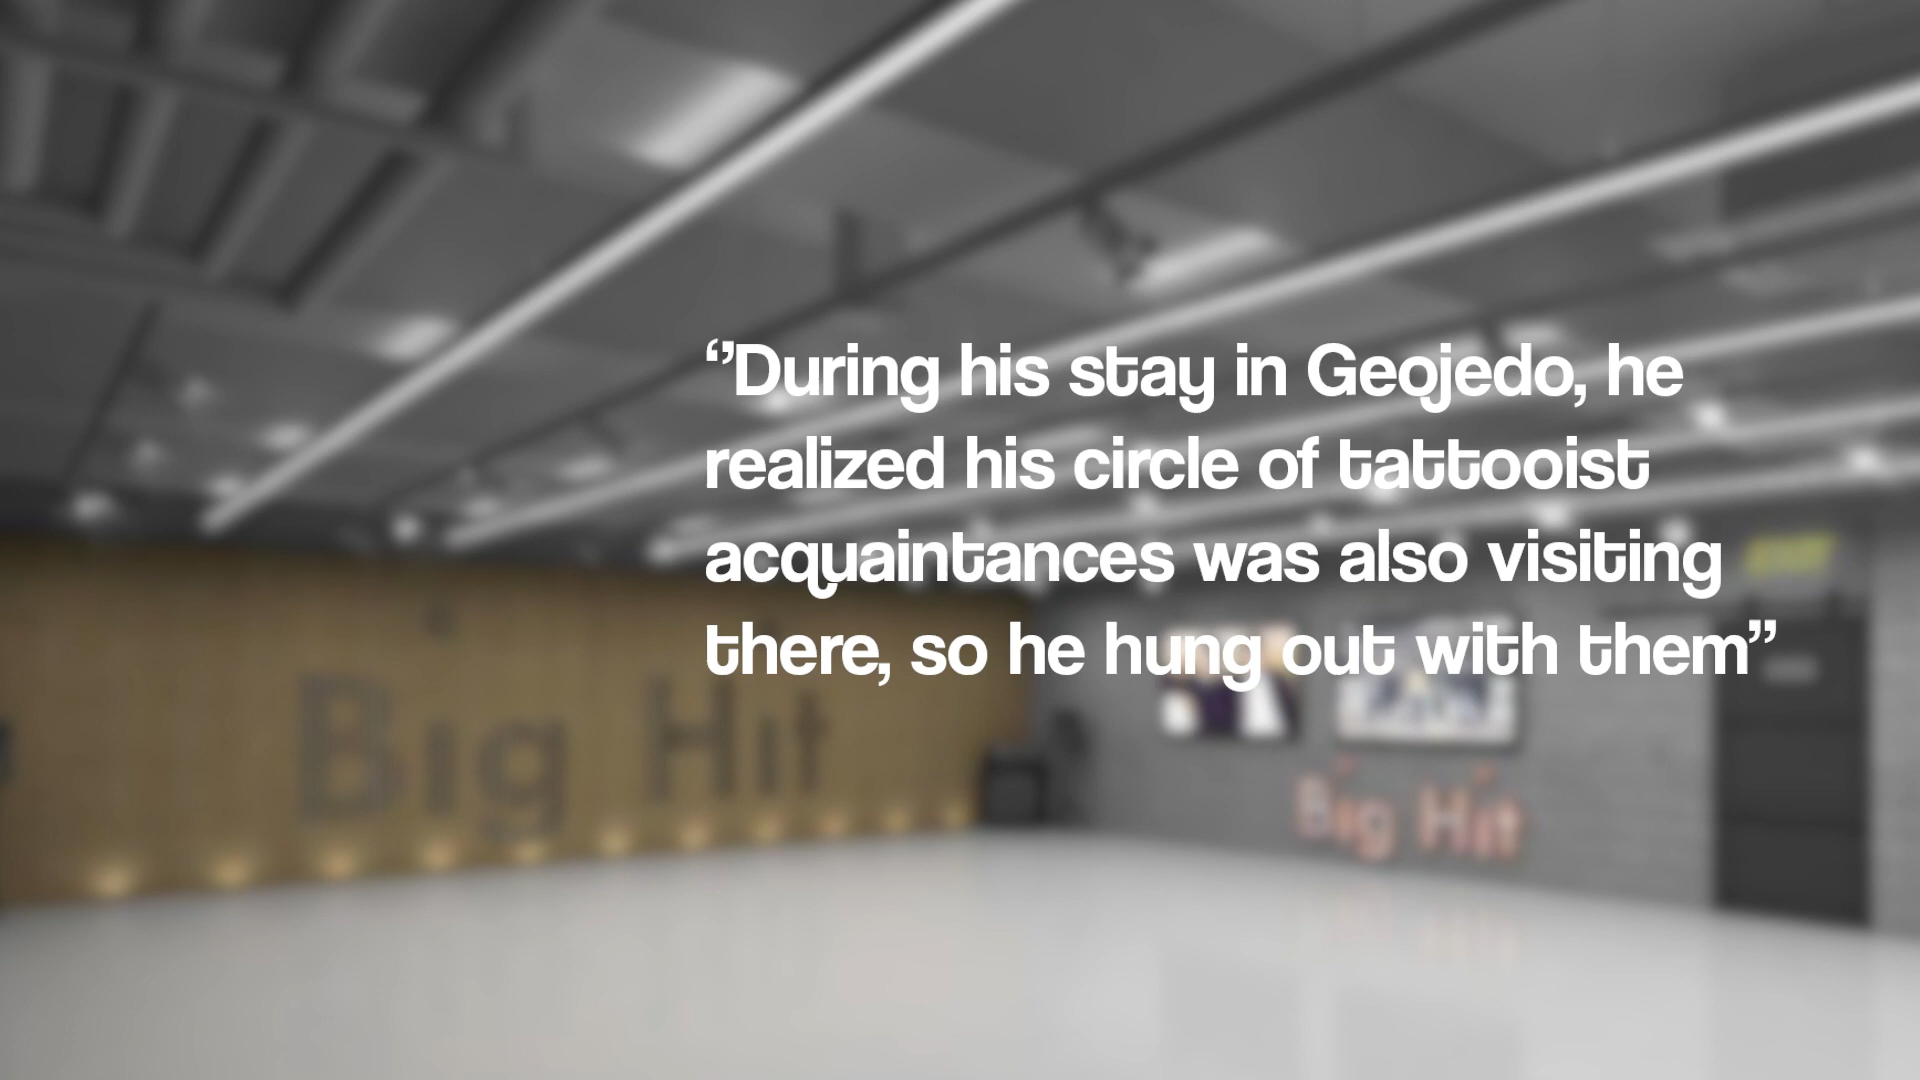 ‘’During his stay in Geojedo, he
realized his circle of tattooist
acquaintances was also visiting
there, so he hung out with them”
Big Hit
Big Hit